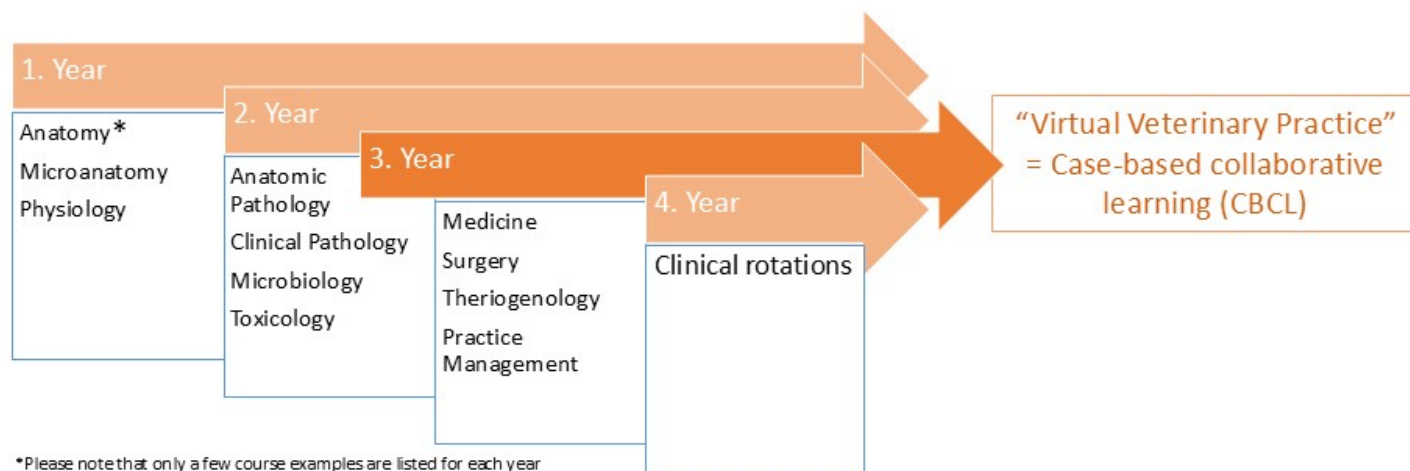 1. Year
Anatomy*
Microanatomy
Physiology
2. Year
Anatomic
Pathology
Clinical Pathology
Microbiology
Toxicology
3. Year
Medicine
Surgery
Theriogenology
Practice
Management
4. Year
Clinical rotations
“Virtual Veterinary Practice”
= Case-based collaborative
learning (CBCL)
*Please note that only a few course examples are listed for each year